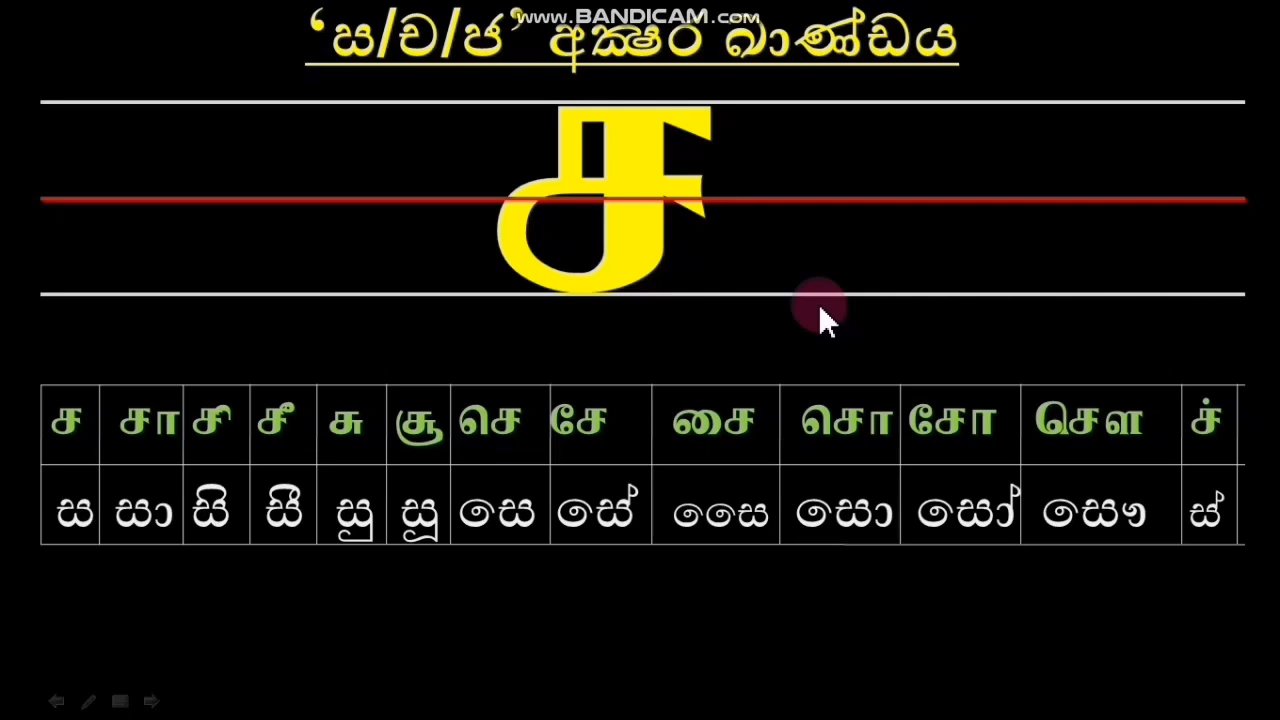 www.BANDICAM.com
‘ස/ච/ජ’ අක්ෂර ඛාණ්ඩය
ச
ச சா சி சீ சு சூ செ சே சை சொ சோ சௌ ச்
ස සා සි සී සු සූ සෙ සේ සෛ සො සෝ සෞ ස්